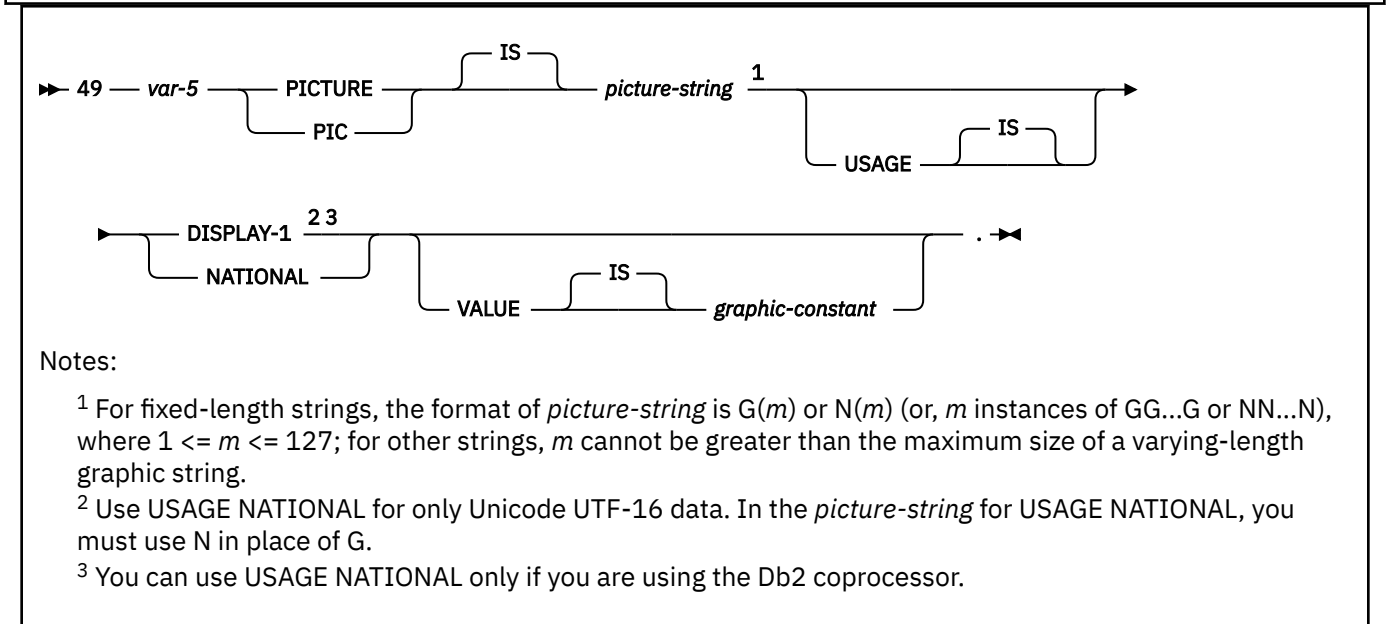 IS
49 var-5 PICTURE picture-string 1
PIC IS
USAGE
DISPLAY-1 2 3 .
NATIONAL IS
VALUE graphic-constant
Notes:
1 For fixed-length strings, the format of picture-string is G(m) or N(m) (or, m instances of GG...G or NN...N),
where 1 <= m <= 127; for other strings, m cannot be greater than the maximum size of a varying-length
graphic string.
2 Use USAGE NATIONAL for only Unicode UTF-16 data. In the picture-string for USAGE NATIONAL, you
must use N in place of G.
3 You can use USAGE NATIONAL only if you are using the Db2 coprocessor.